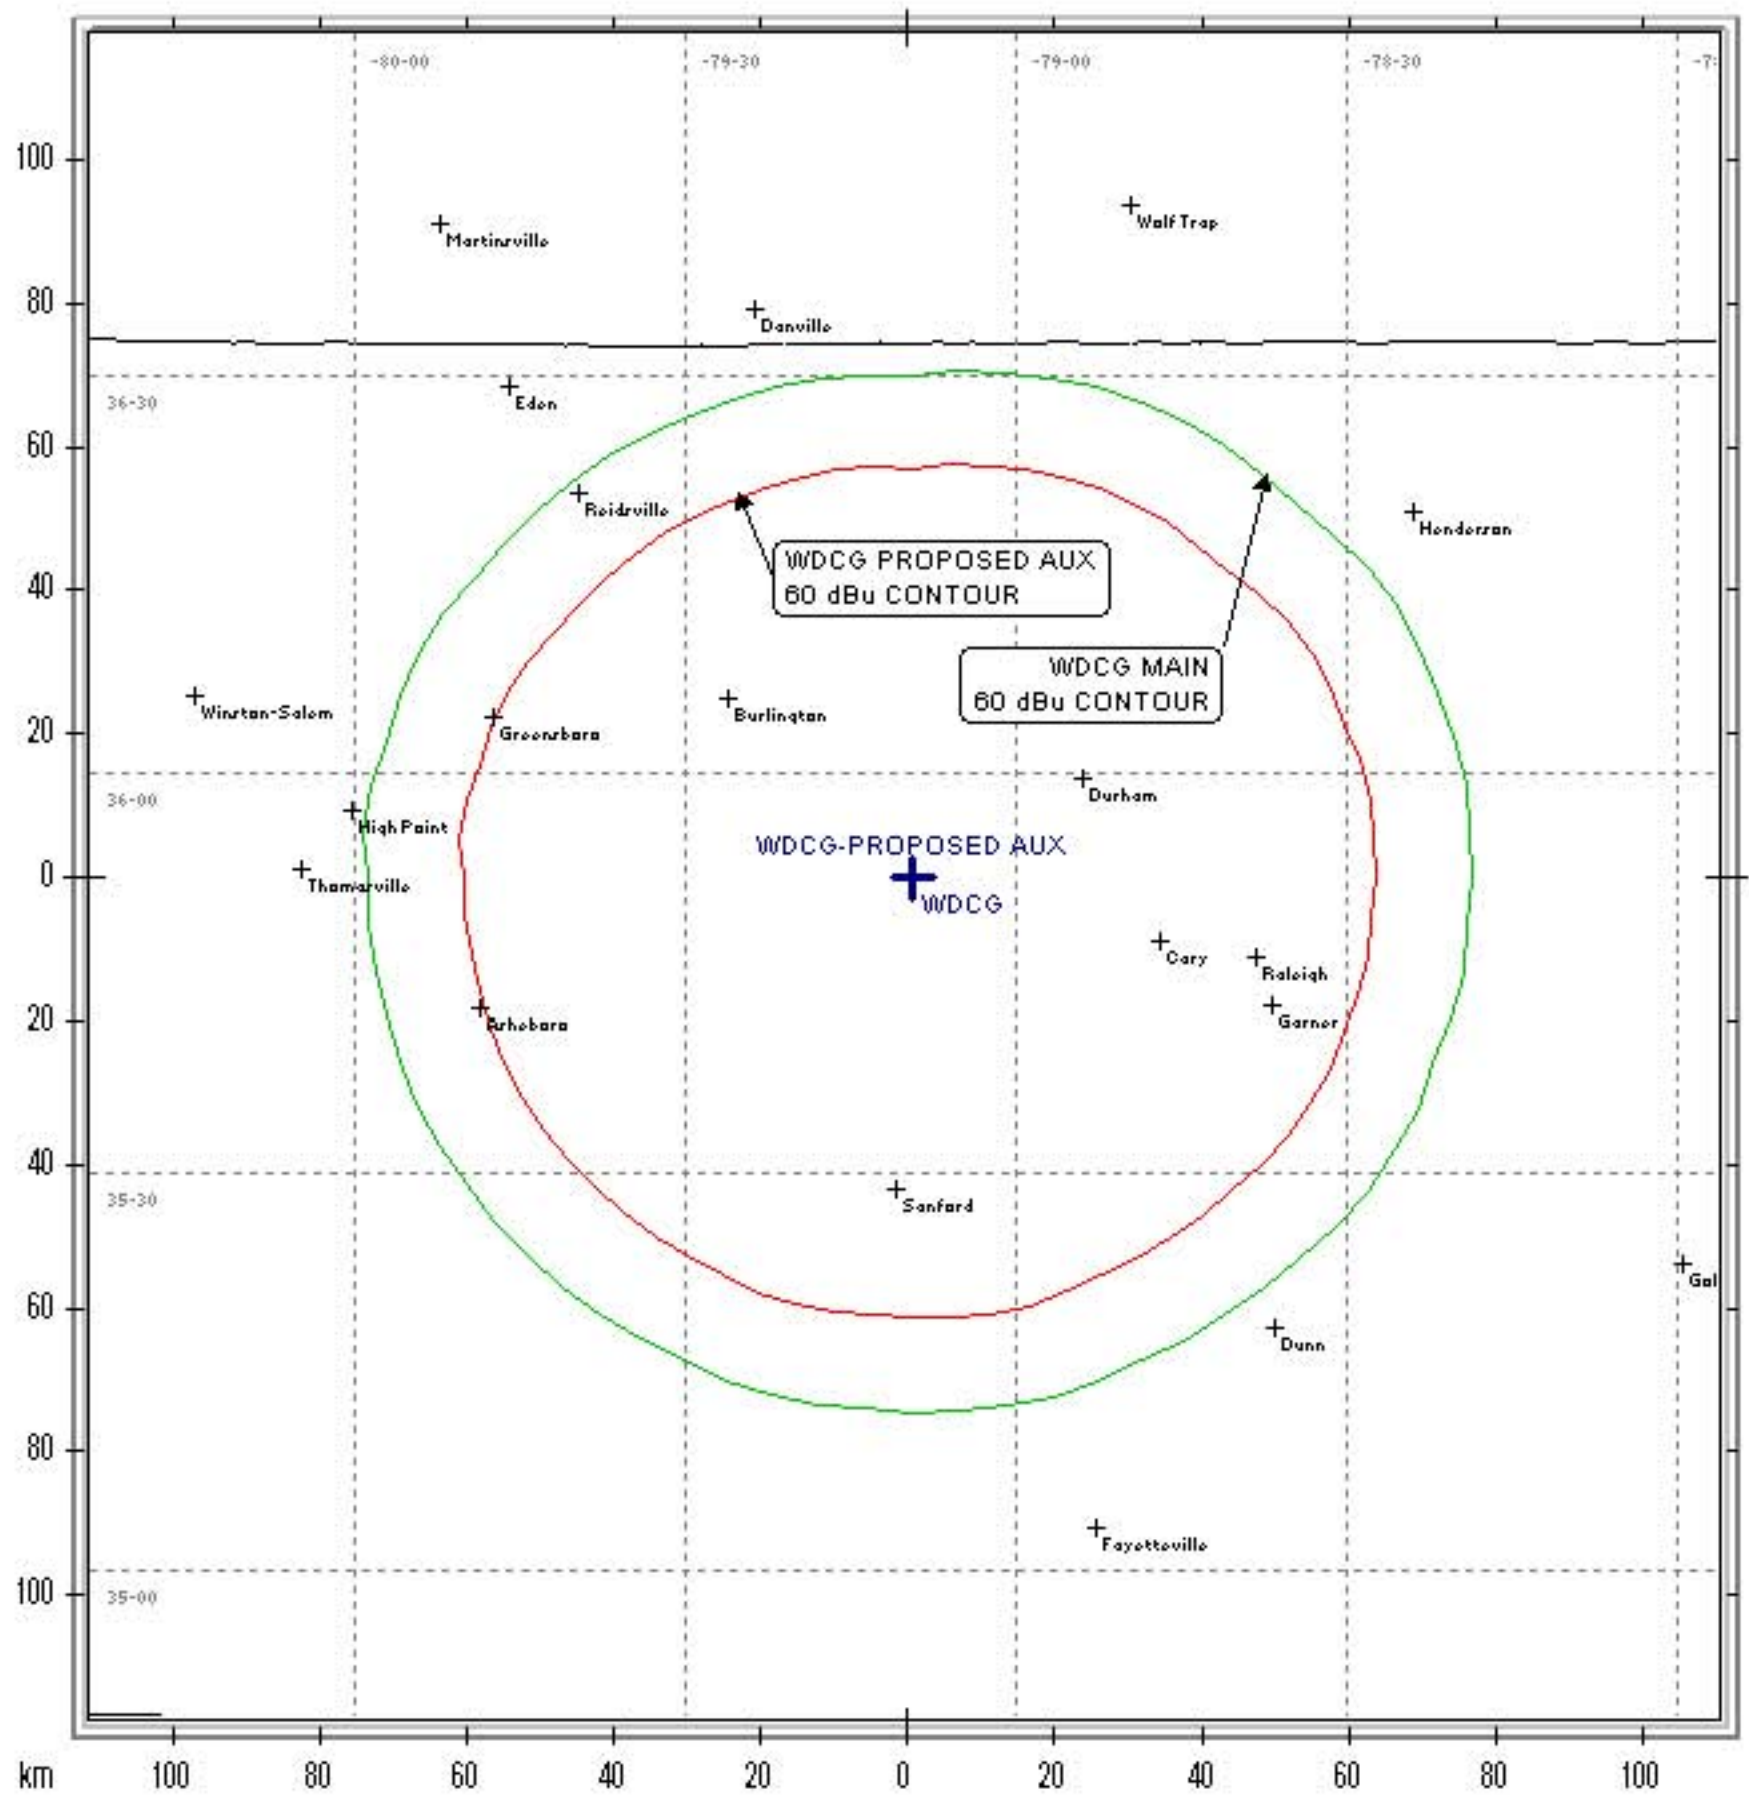 -80-00 -79-30 -79-00 -78-30
100
Wolf Trap
Martinsville
80
Danville
36-30
Eden
60
Reidsville
Henderson
WDCG PROPOSED AUX
60 dBu CONTOUR
40
WDCG MAIN
60 dBu CONTOUR
Winston-Salem
Burlington
20
Greensboro
36-00
Durham
High Point
WDCG-PROPOSED AUX
0
Thomasville
WDCG
Cary
Raleigh
20
Garner
Asheboro
40
35-30
Sanford
Gol
60
Dunn
80
Fayetteville
100
35-00
km 100 80 60 40 20 0 20 40 60 80 100